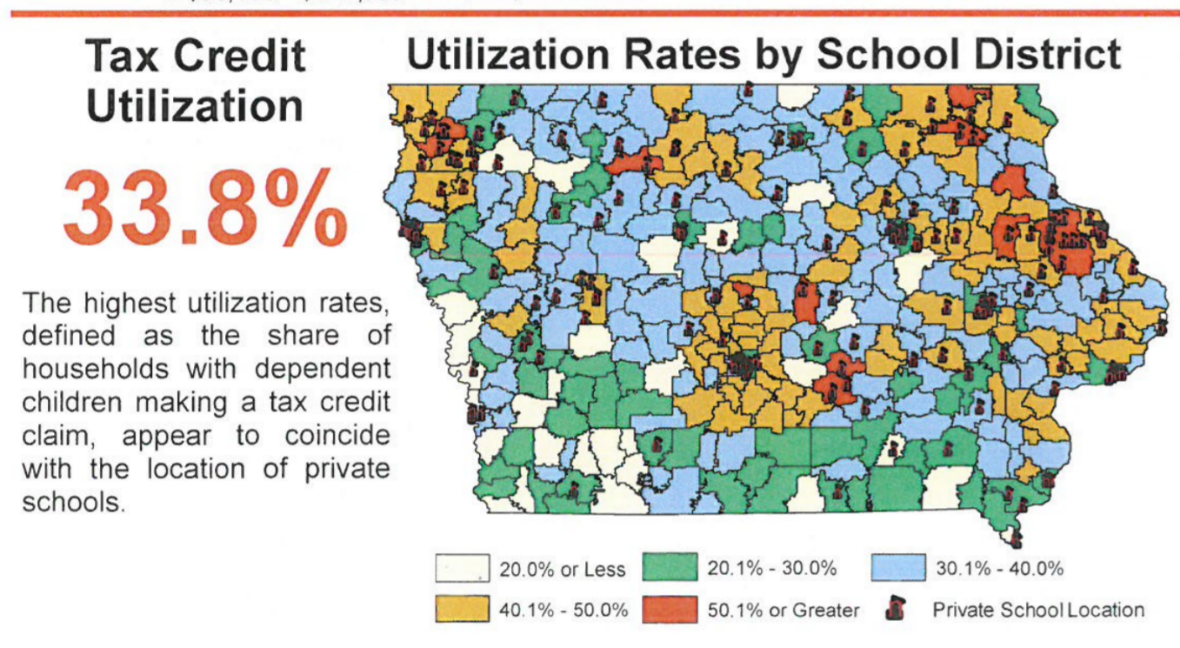 Tax Credit
Utilization
33.8%
The highest utilization rates,
defined as the share of
households with dependent
children making a tax credit
claim, appear to coincide
with the location of private
schools.
Utilization Rates by School District
20.0% or Less
20.1% - 30.0%
30.1% - 40.0%
40.1% - 50.0%
50.1% or Greater
Private School Location